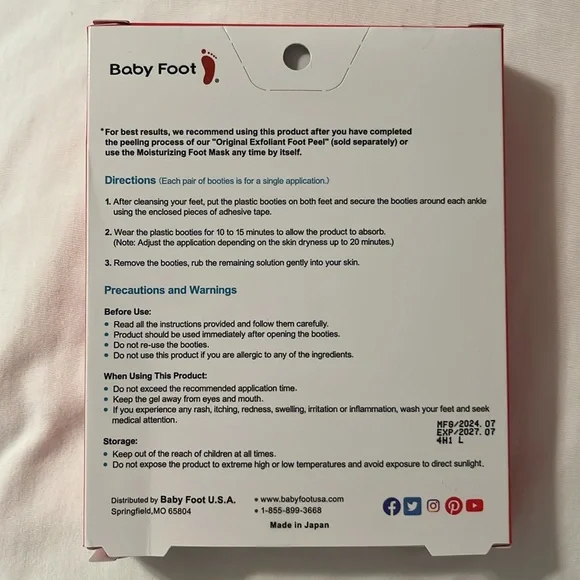 Baby Foot
*For best results, we recommend using this product after you have completed
the peeling process of our "Original Exfoliant Foot Peel" (sold separately) or
use the Moisturizing Foot Mask any time by itself.
Directions (Each pair of booties is for a single application.)
1. After cleansing your feet, put the plastic booties on both feet and secure the booties around each ankle
using the enclosed pieces of adhesive tape.
2. Wear the plastic booties for 10 to 15 minutes to allow the product to absorb.
(Note: Adjust the application depending on the skin dryness up to 20 minutes.)
3. Remove the booties, rub the remaining solution gently into your skin.
Precautions and Warnings
Before Use:
• Read all the instructions provided and follow them carefully.
• Product should be used immediately after opening the booties.
• Do not re-use the booties.
• Do not use this product if you are allergic to any of the ingredients.
When Using This Product:
• Do not exceed the recommended application time.
• Keep the gel away from eyes and mouth.
• If you experience any rash, itching, redness, swelling, irritation or inflammation, wash your feet and seek
medical attention.
MFG/2024.07
EXP/2027.07
4H1 L
Storage:
• Keep out of the reach of children at all times.
• Do not expose the product to extreme high or low temperatures and avoid exposure to direct sunlight.
Distributed by Baby Foot U.S.A.
Springfield,MO 65804
• www.babyfootusa.com
• 1-855-899-3668
Made in Japan